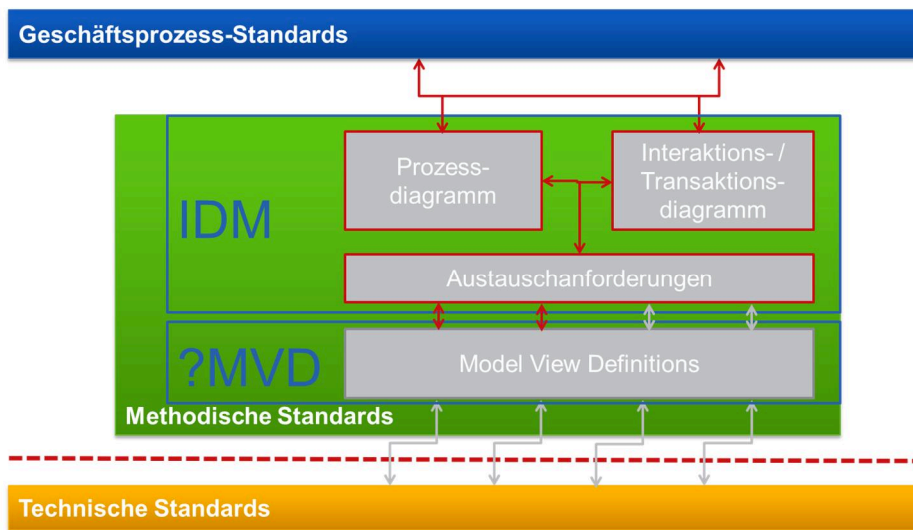 Geschäftsprozess-Standards
Prozess-
diagramm
Interaktions- /
Transaktions-
diagramm
IDM
Austauschanforderungen
?MVD
Model View Definitions
Methodische Standards
Technische Standards